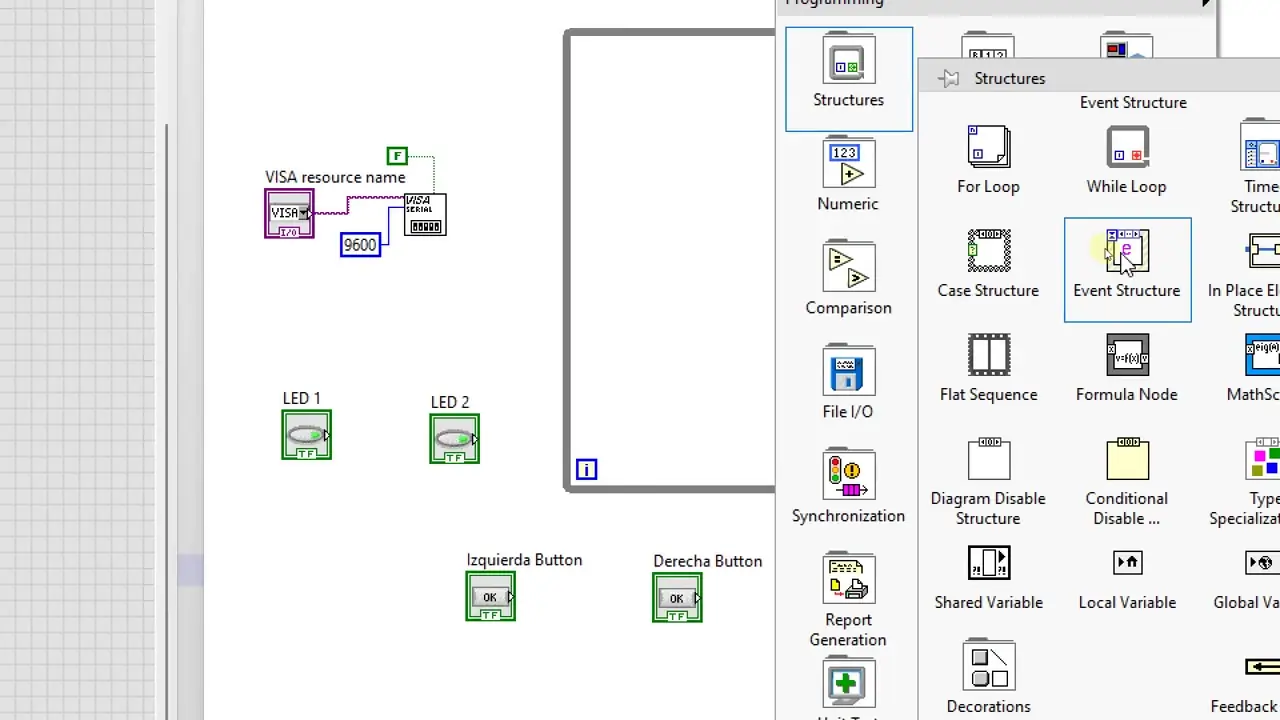 Programming
Structures
Structures
Event Structure
For Loop
While Loop
Numeric
Case Structure
Event Structure
Comparison
Flat Sequence
Formula Node
File I/O
Diagram Disable
Structure
Conditional
Disable ...
Synchronization
Shared Variable
Local Variable
Report
Generation
Decorations
VISA resource name
F
VISA
I/O
VISA
SERIAL
9600
LED 1
TF
LED 2
TF
i
Izquierda Button
OK
TF
Derecha Button
OK
TF
123